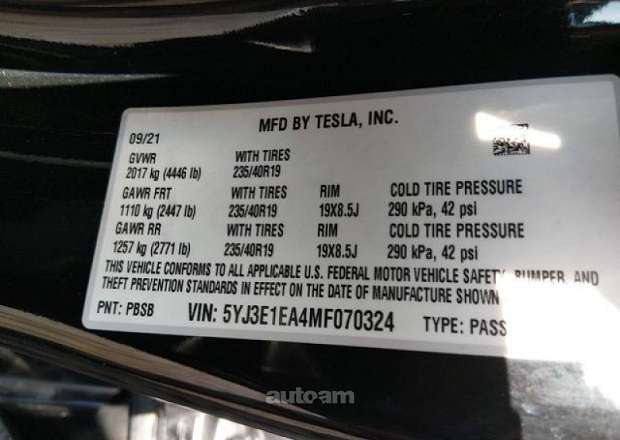 MFD BY TESLA, INC.
09/21
GVWR WITH TIRES
2017 kg (4446 lb) 235/40R19
GAWR FRT WITH TIRES RIM COLD TIRE PRESSURE
1110 kg (2447 lb) 235/40R19 19X8.5J 290 kPa, 42 psi
GAWR RR WITH TIRES RIM COLD TIRE PRESSURE
1257 kg (2771 lb) 235/40R19 19X8.5J 290 kPa, 42 psi
THIS VEHICLE CONFORMS TO ALL APPLICABLE U.S. FEDERAL MOTOR VEHICLE SAFETY, BUMPER, AND
THEFT PREVENTION STANDARDS IN EFFECT ON THE DATE OF MANUFACTURE SHOWN
PNT: PBSB VIN: 5YJ3E1EA4MF070324 TYPE: PASS
auto.am